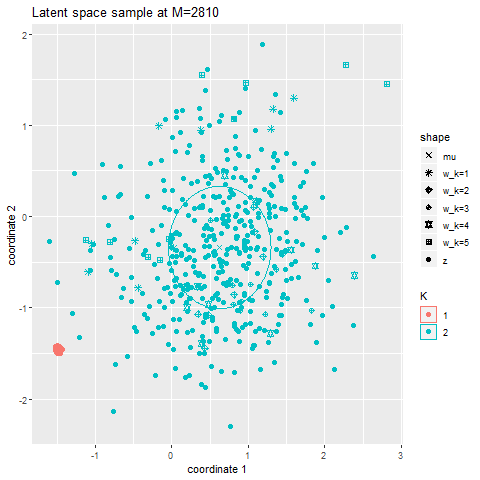 Latent space sample at M=2810
coordinate 2
2
1
0
-1
-2
-1
0
1
2
3
coordinate 1
shape
mu
w_k=1
w_k=2
w_k=3
w_k=4
w_k=5
z
K
1
2